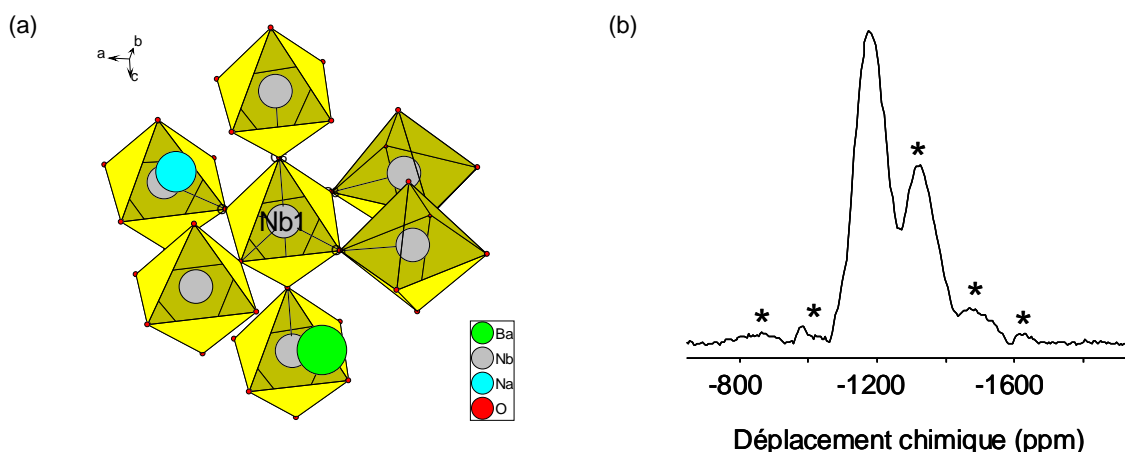 (a)
a
b
c
Nb1
Ba
Nb
Na
O
(b)
*
*
*
*
*
-800
-1200
-1600
Déplacement chimique (ppm)